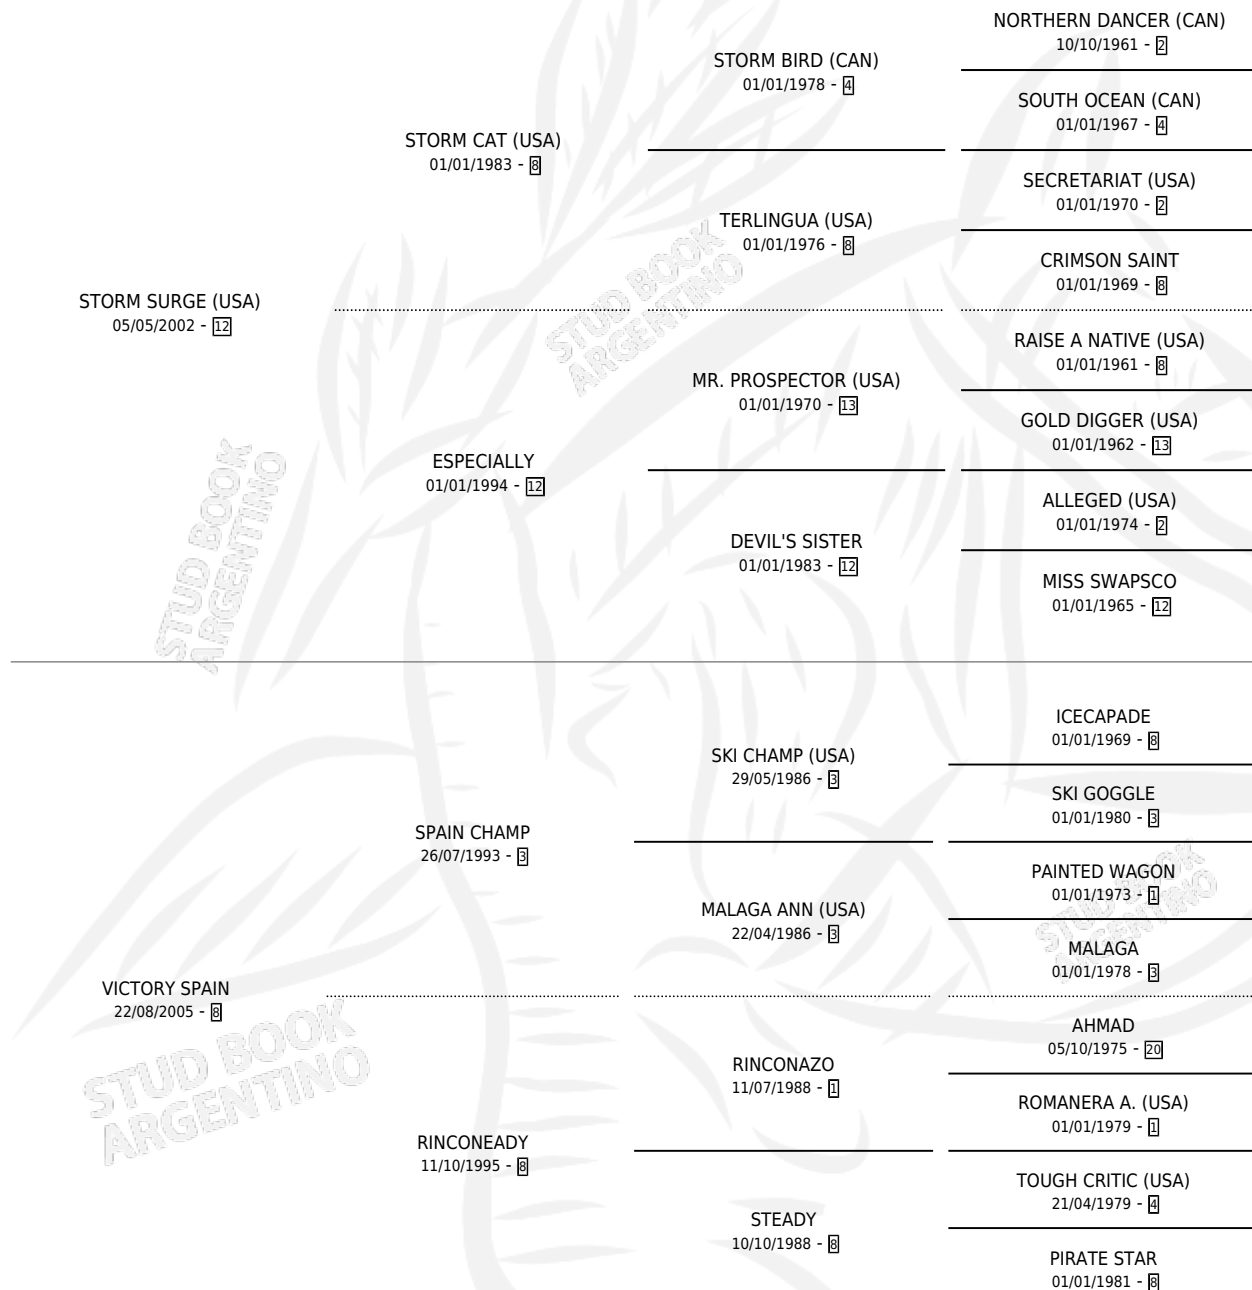 NORTHERN DANCER (CAN)
10/10/1961 - 2
STORM BIRD (CAN)
01/01/1978 - 4
SOUTH OCEAN (CAN)
01/01/1967 - 4
STORM CAT (USA)
01/01/1983 - 8
SECRETARIAT (USA)
01/01/1970 - 2
TERLINGUA (USA)
01/01/1976 - 8
CRIMSON SAINT
01/01/1969 - 8
STORM SURGE (USA)
05/05/2002 - 12
RAISE A NATIVE (USA)
01/01/1961 - 8
MR. PROSPECTOR (USA)
01/01/1970 - 13
GOLD DIGGER (USA)
01/01/1962 - 13
ESPECIALLY
01/01/1994 - 12
ALLEGED (USA)
01/01/1974 - 2
DEVIL'S SISTER
01/01/1983 - 12
MISS SWAPSCO
01/01/1965 - 12
ICECAPADE
01/01/1969 - 8
SKI CHAMP (USA)
29/05/1986 - 3
SKI GOGGLE
01/01/1980 - 3
SPAIN CHAMP
26/07/1993 - 3
PAINTED WAGON
01/01/1973 - 1
MALAGA ANN (USA)
22/04/1986 - 3
MALAGA
01/01/1978 - 3
VICTORY SPAIN
22/08/2005 - 8
AHMAD
05/10/1975 - 20
RINCONAZO
11/07/1988 - 1
ROMANERA A. (USA)
01/01/1979 - 1
RINCONEADY
11/10/1995 - 8
TOUGH CRITIC (USA)
21/04/1979 - 4
STEADY
10/10/1988 - 8
PIRATE STAR
01/01/1981 - 8
STUD BOOK
ARGENTINO
STUD BOOK
ARGENTINO
STUD BOOK
ARGENTINO
STUD BOOK
ARGENTINO